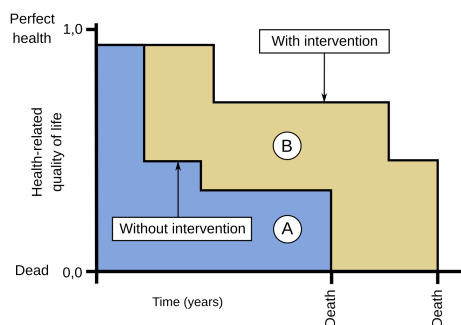 Perfect
health
1,0
With intervention
Health-related
quality of life
B
A
Without intervention
Dead
0,0
Time (years)
Death
Death